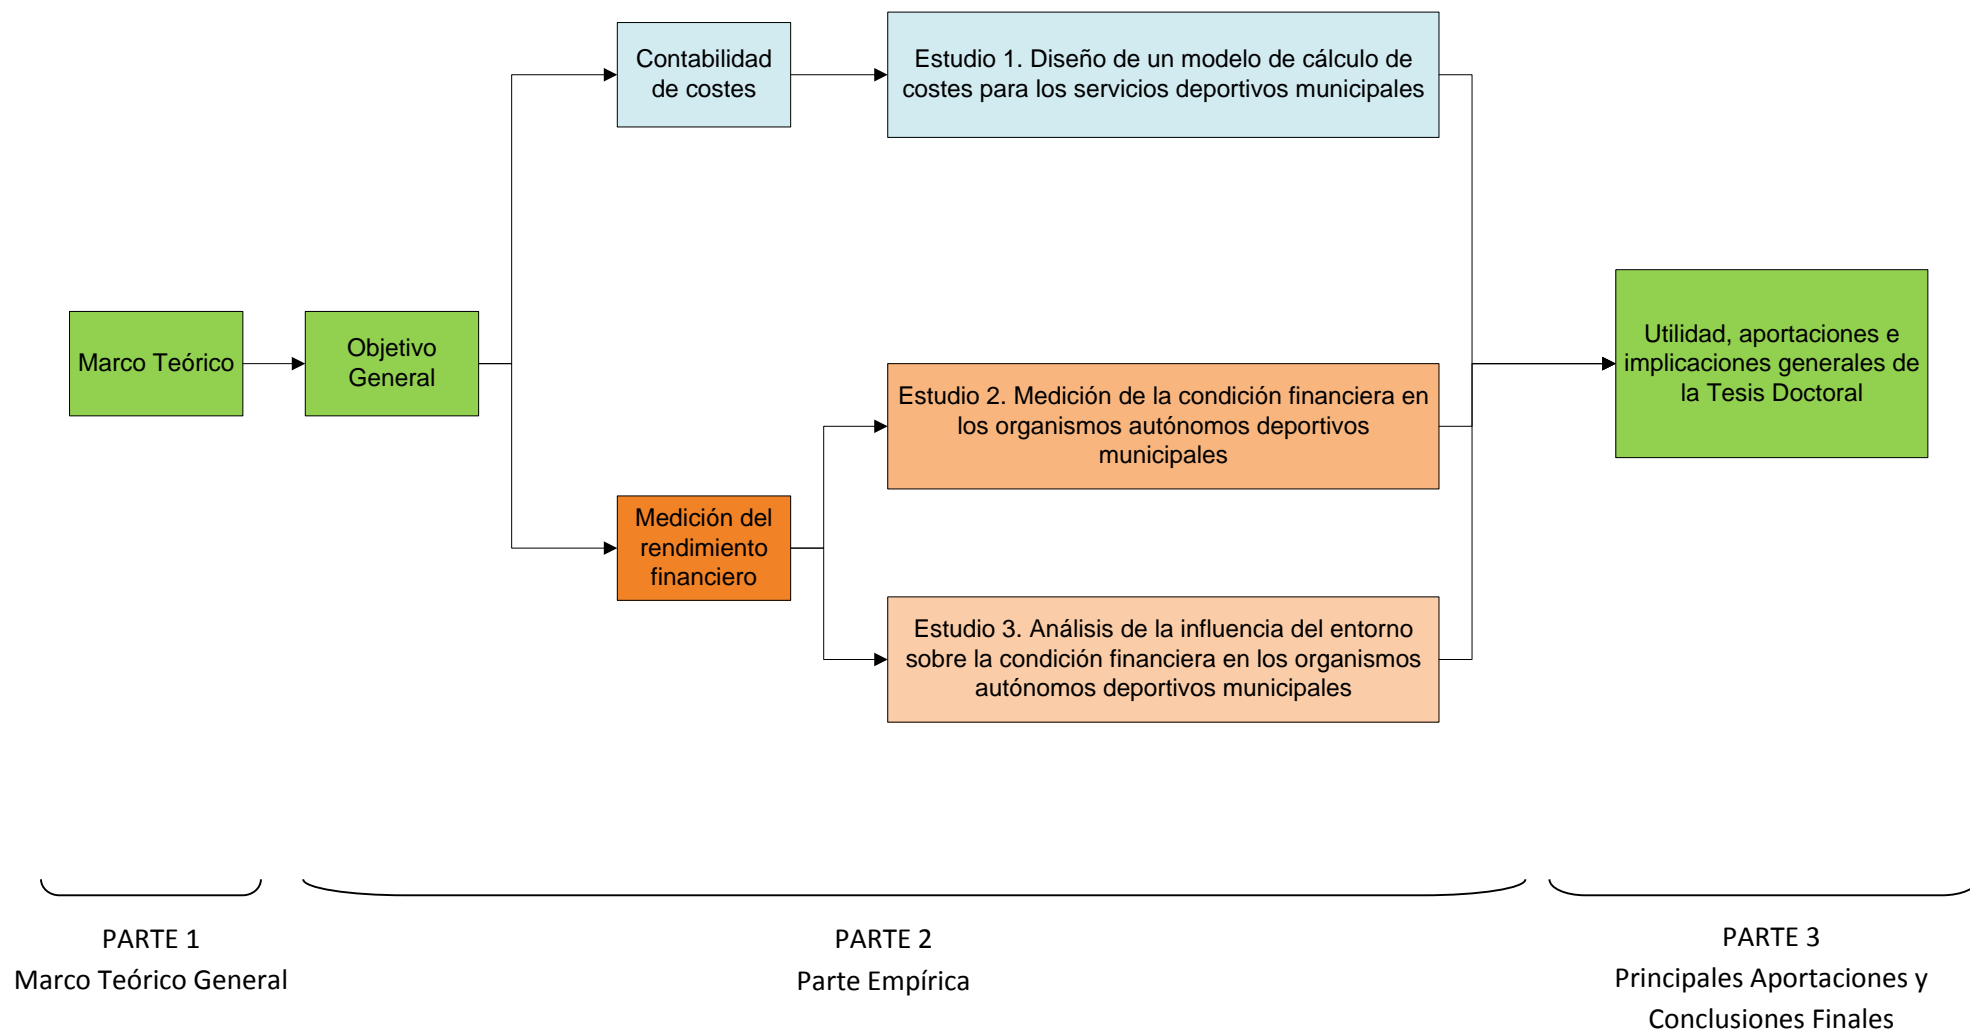 Marco Teórico
Objetivo
General
Contabilidad
de costes
Estudio 1. Diseño de un modelo de cálculo de
costes para los servicios deportivos municipales
Medición del
rendimiento
financiero
Estudio 2. Medición de la condición financiera en
los organismos autónomos deportivos
municipales
Estudio 3. Análisis de la influencia del entorno
sobre la condición financiera en los organismos
autónomos deportivos municipales
Utilidad, aportaciones e
implicaciones generales de
la Tesis Doctoral
PARTE 1
Marco Teórico General
PARTE 2
Parte Empírica
PARTE 3
Principales Aportaciones y
Conclusiones Finales